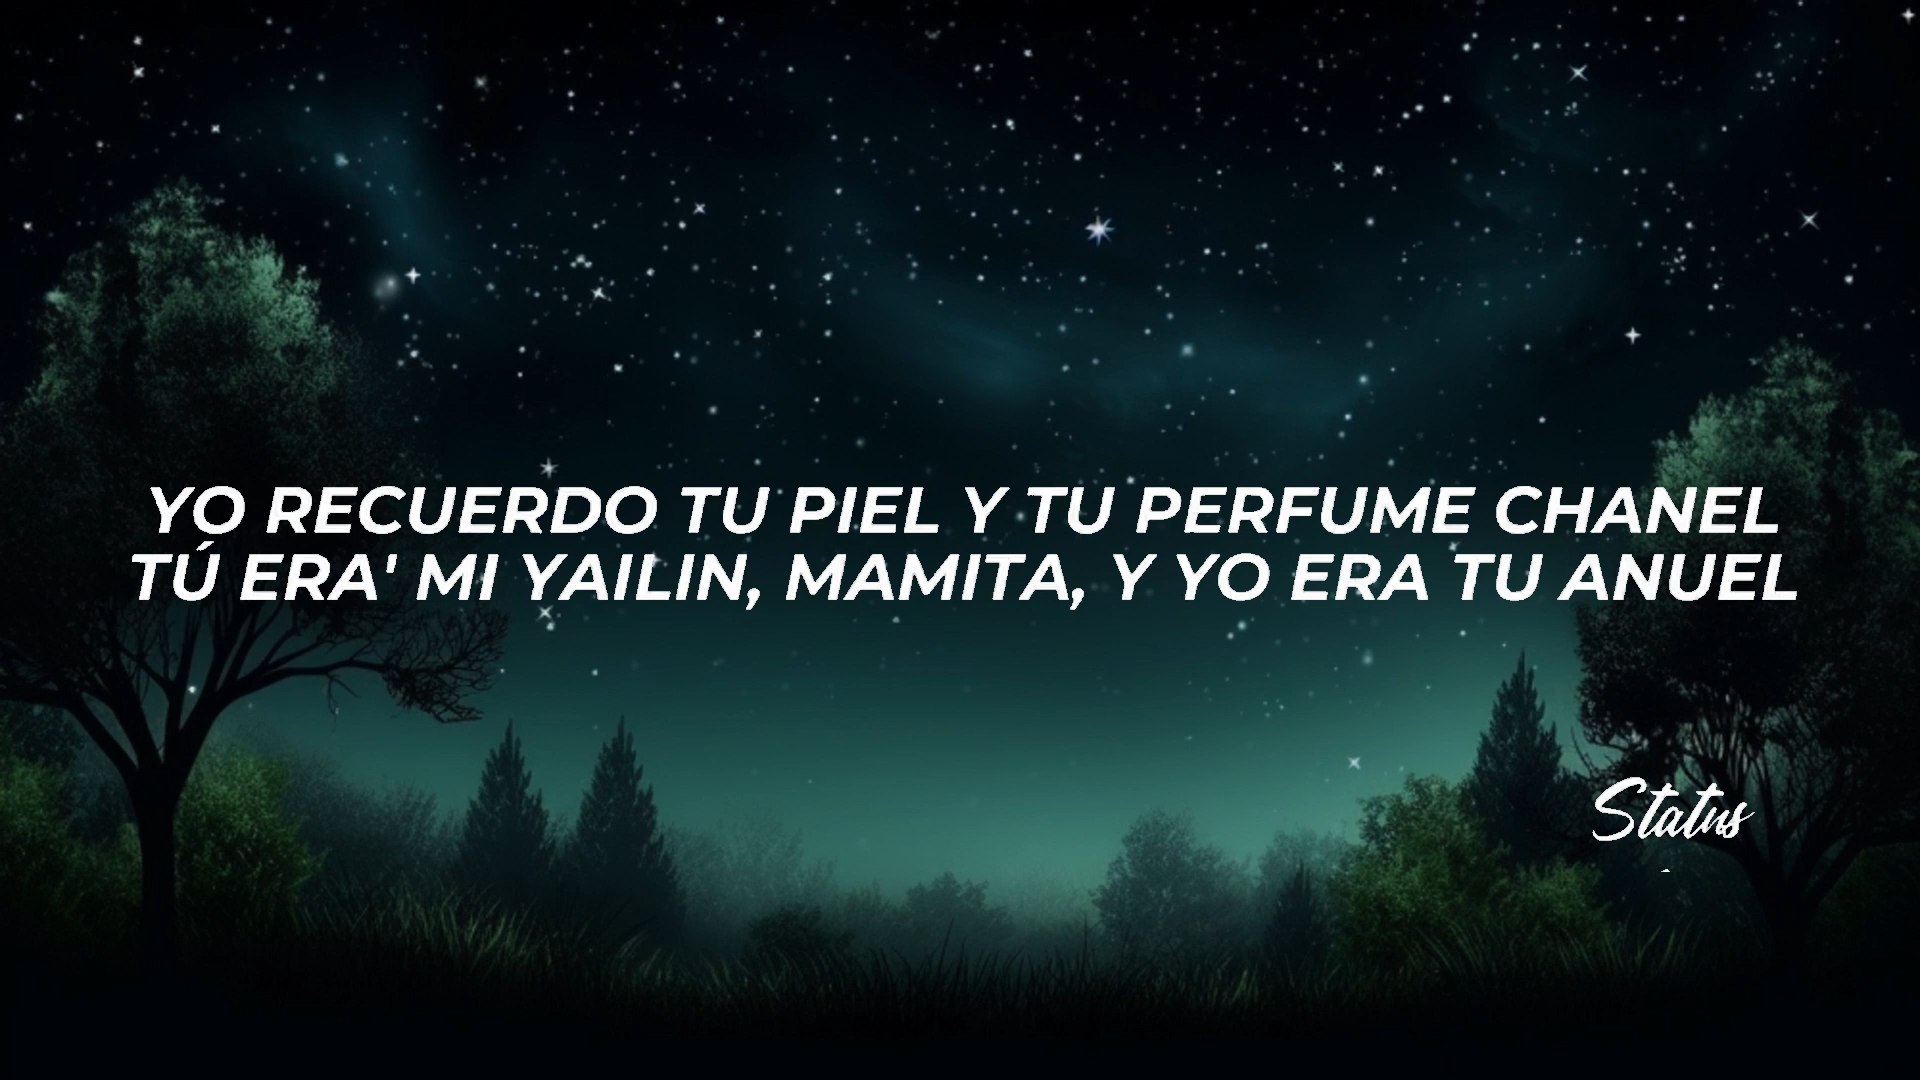 YO RECUERDO TU PIEL Y TU PERFUME CHANEL
TÚ ERA' MI YAILIN, MAMITA, Y YO ERA TU ANUEL
Status